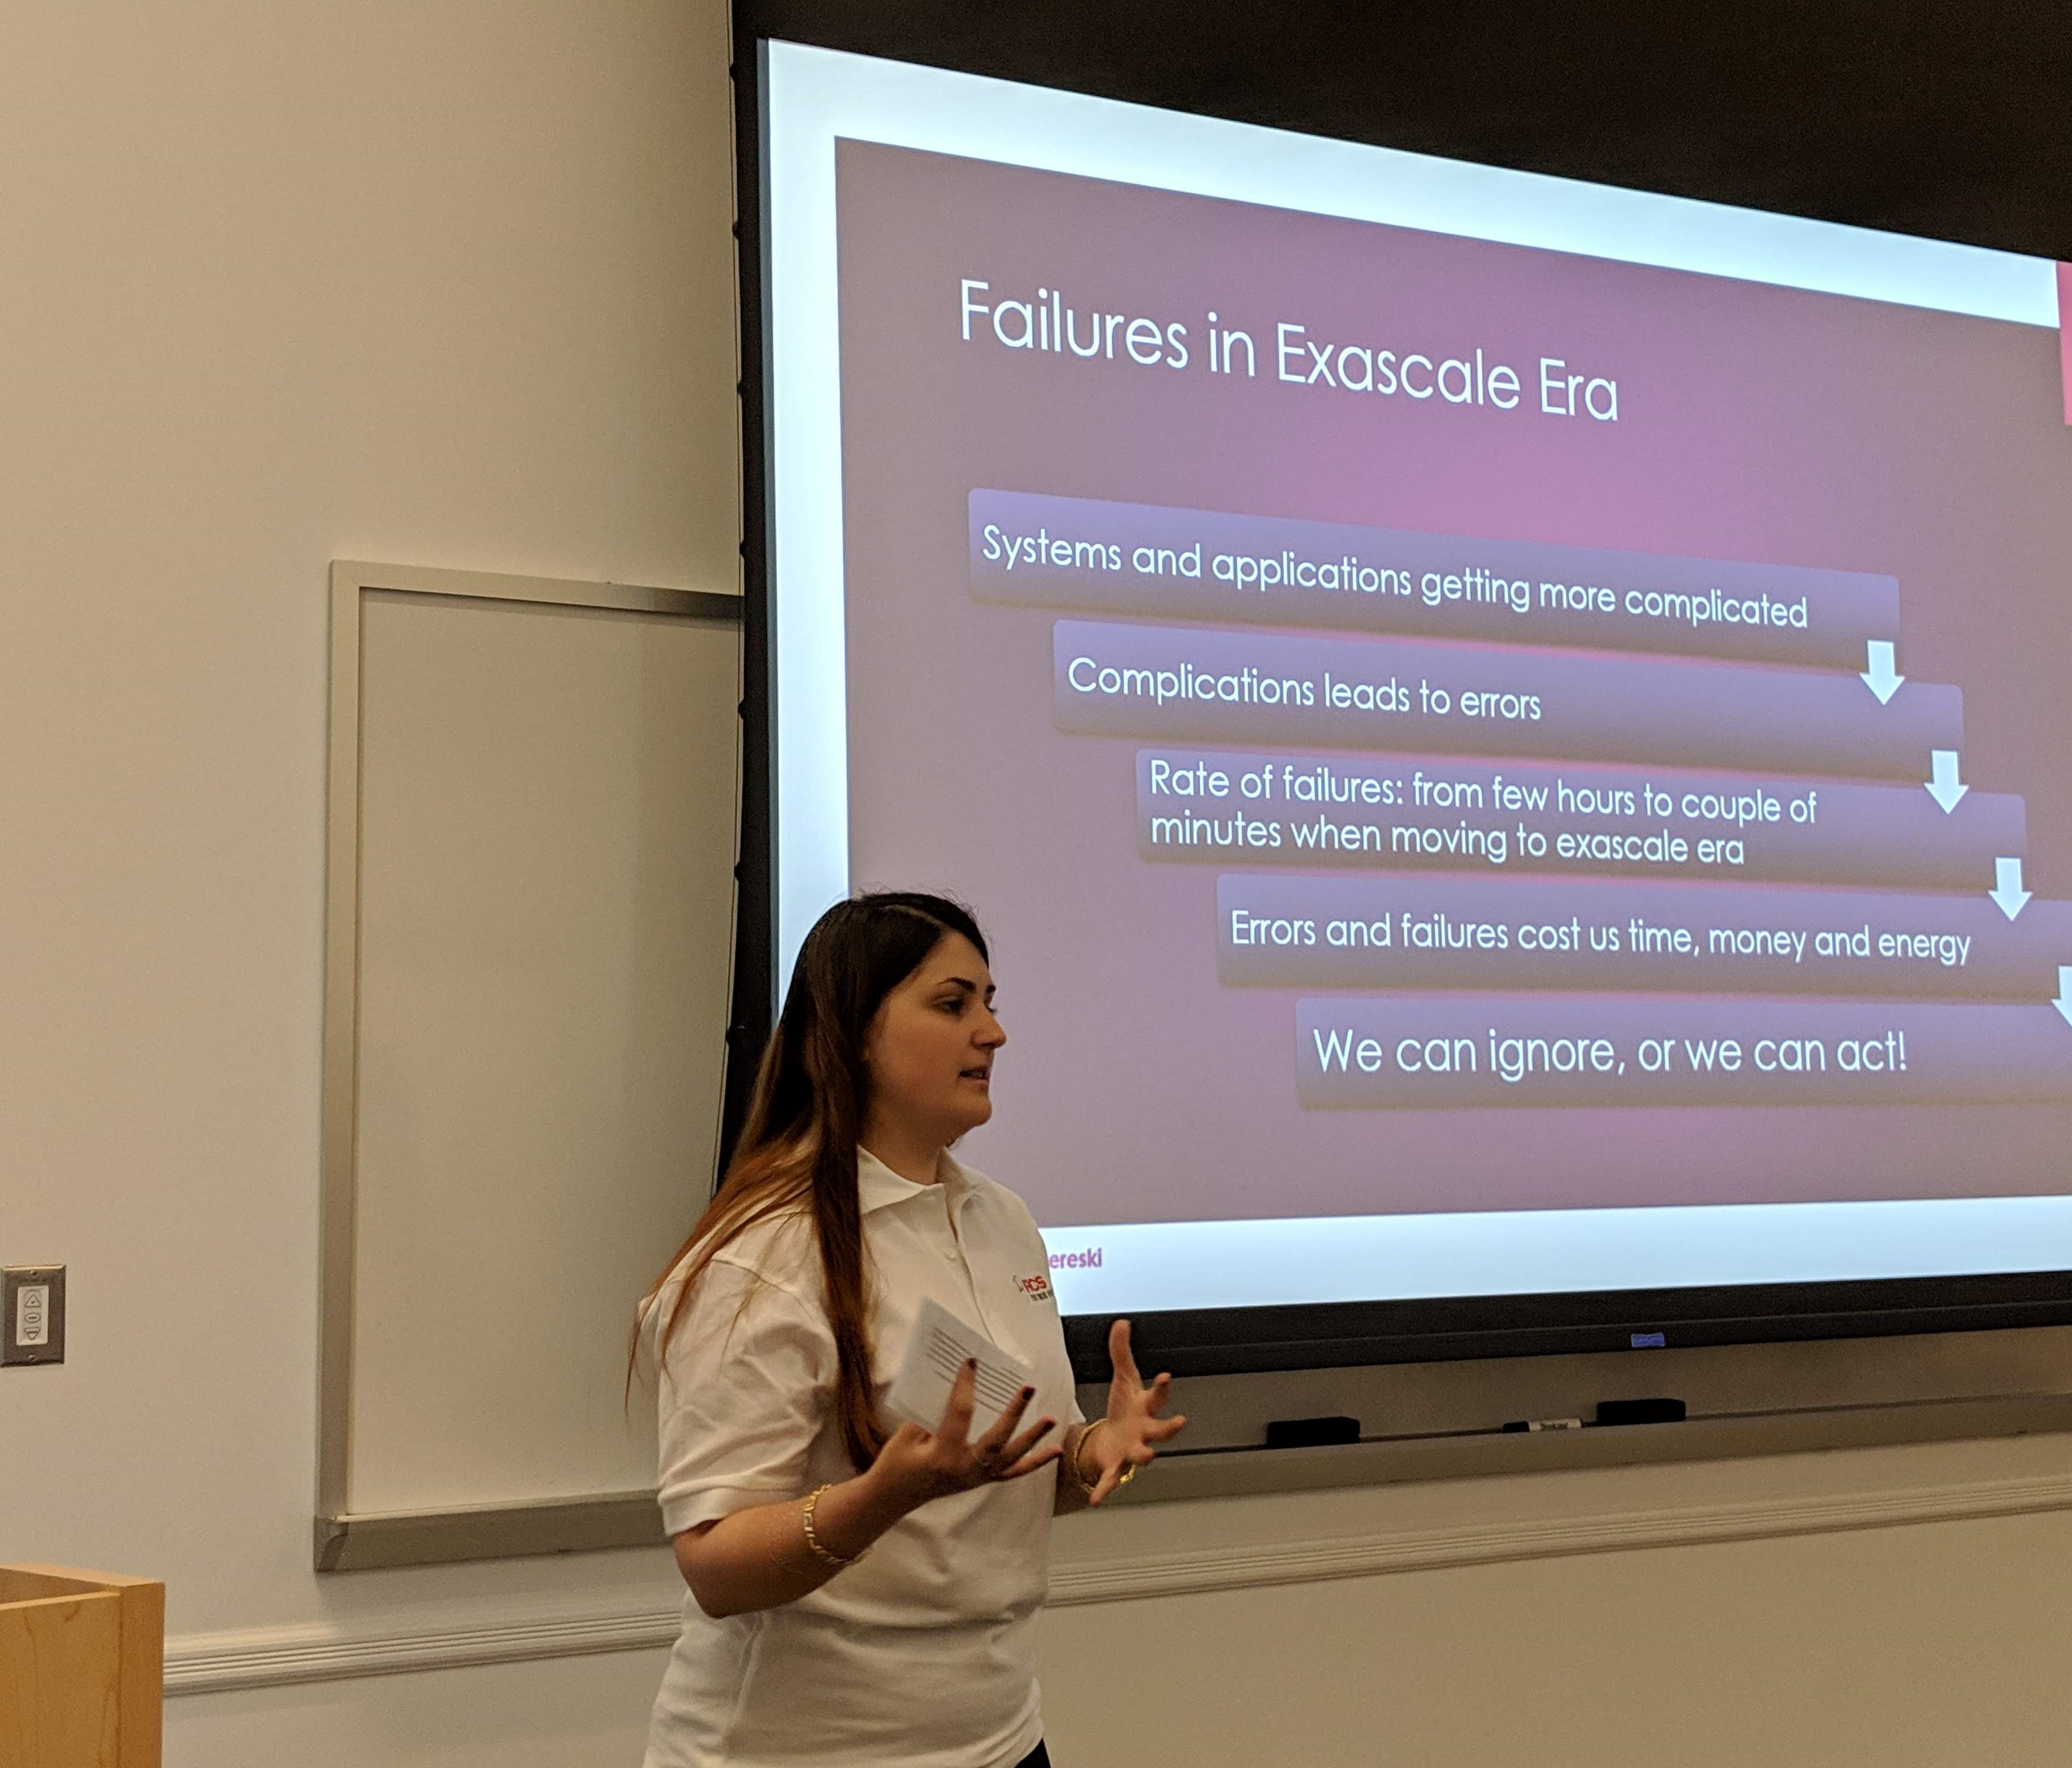 Failures in Exascale Era
Systems and applications getting more complicated
Complications leads to errors
Rate of failures: from few hours to couple of
minutes when moving to exascale era
Errors and failures cost us time, money and energy
We can ignore, or we can act!
ereski
RCS